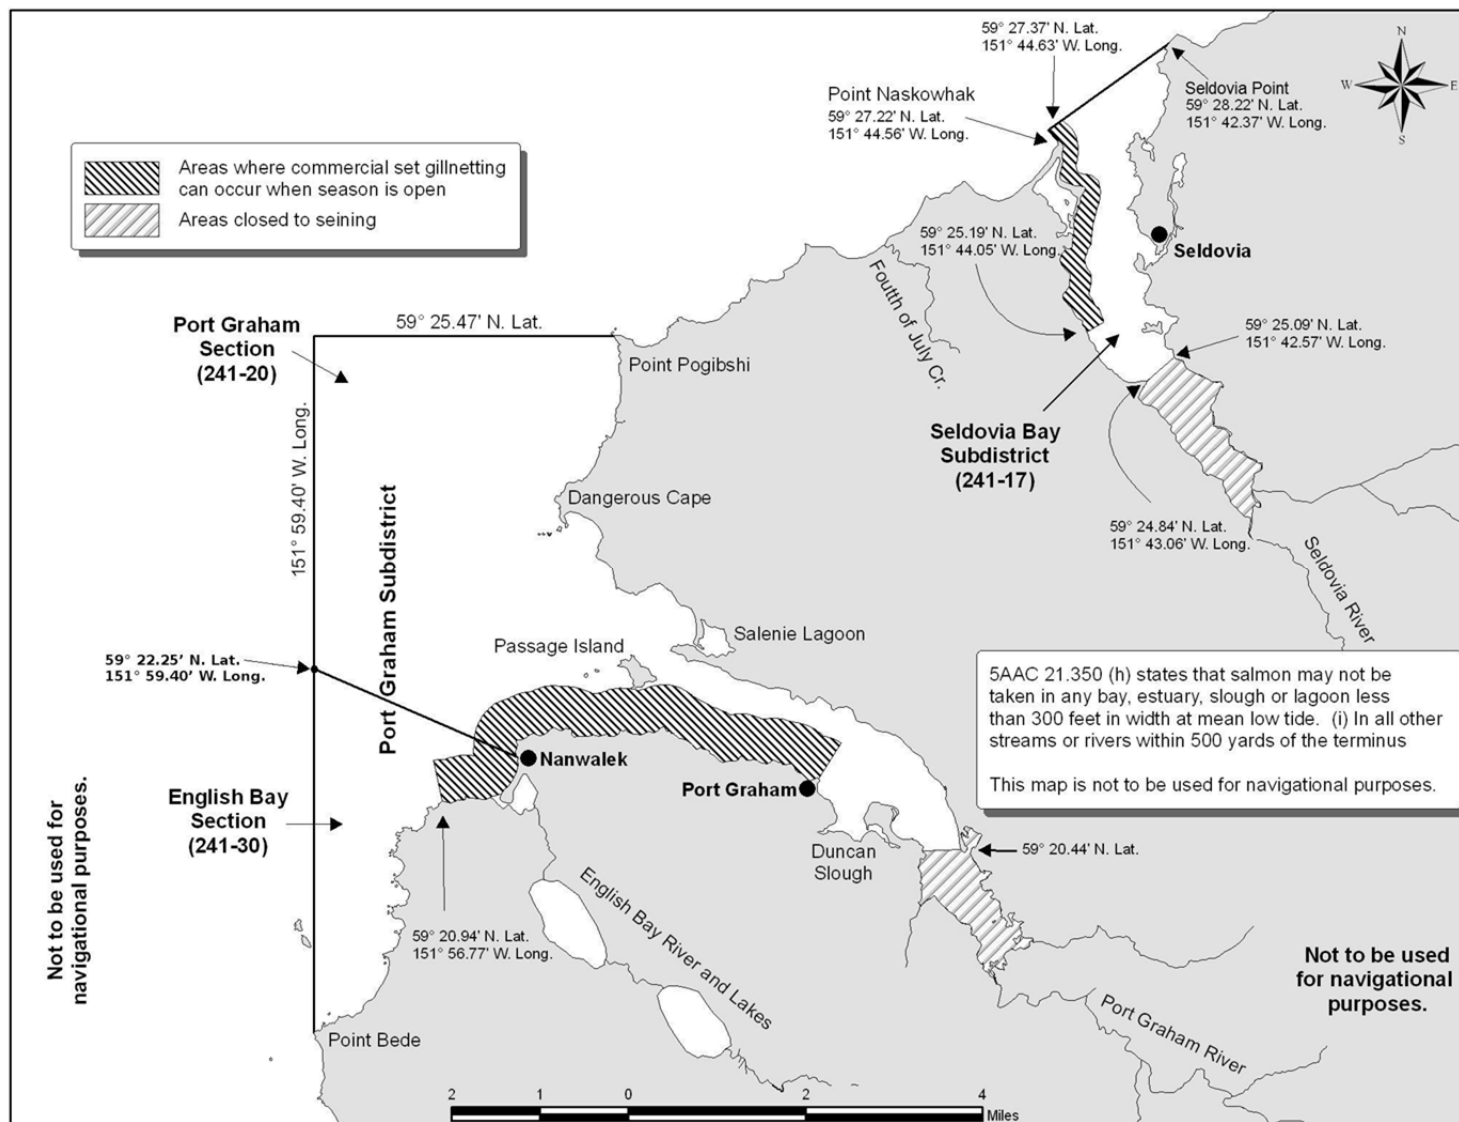 59° 27.37' N. Lat.
151° 44.63' W. Long.
N
W
E
S
Point Naskowhak
59° 27.22' N. Lat.
151° 44.56' W. Long.
Seldovia Point
59° 28.22' N. Lat.
151° 42.37' W. Long.
Areas where commercial set gillnetting
can occur when season is open
Areas closed to seining
59° 25.19' N. Lat.
151° 44.05' W. Long.
Seldovia
Foutth of July Cr.
Port Graham
Section
(241-20)
59° 25.47' N. Lat.
Point Pogibshi
59° 25.09' N. Lat.
151° 42.57' W. Long.
151° 59.40' W. Long.
Seldovia Bay
Subdistrict
(241-17)
Dangerous Cape
Port Graham Subdistrict
59° 24.84' N. Lat.
151° 43.06' W. Long.
Seldovia River
Passage Island
Salenie Lagoon
59° 22.25' N. Lat.
151° 59.40' W. Long.
5AAC 21.350 (h) states that salmon may not be
taken in any bay, estuary, slough or lagoon less
than 300 feet in width at mean low tide.  (i) In all other
streams or rivers within 500 yards of the terminus
This map is not to be used for navigational purposes.
Nanwalek
Port Graham
English Bay
Section
(241-30)
Not to be used for
navigational purposes.
Duncan
Slough
59° 20.44' N. Lat.
English Bay River and Lakes
59° 20.94' N. Lat.
151° 56.77' W. Long.
Not to be used
for navigational
purposes.
Point Bede
Port Graham River
2 1 0 2 4
Miles